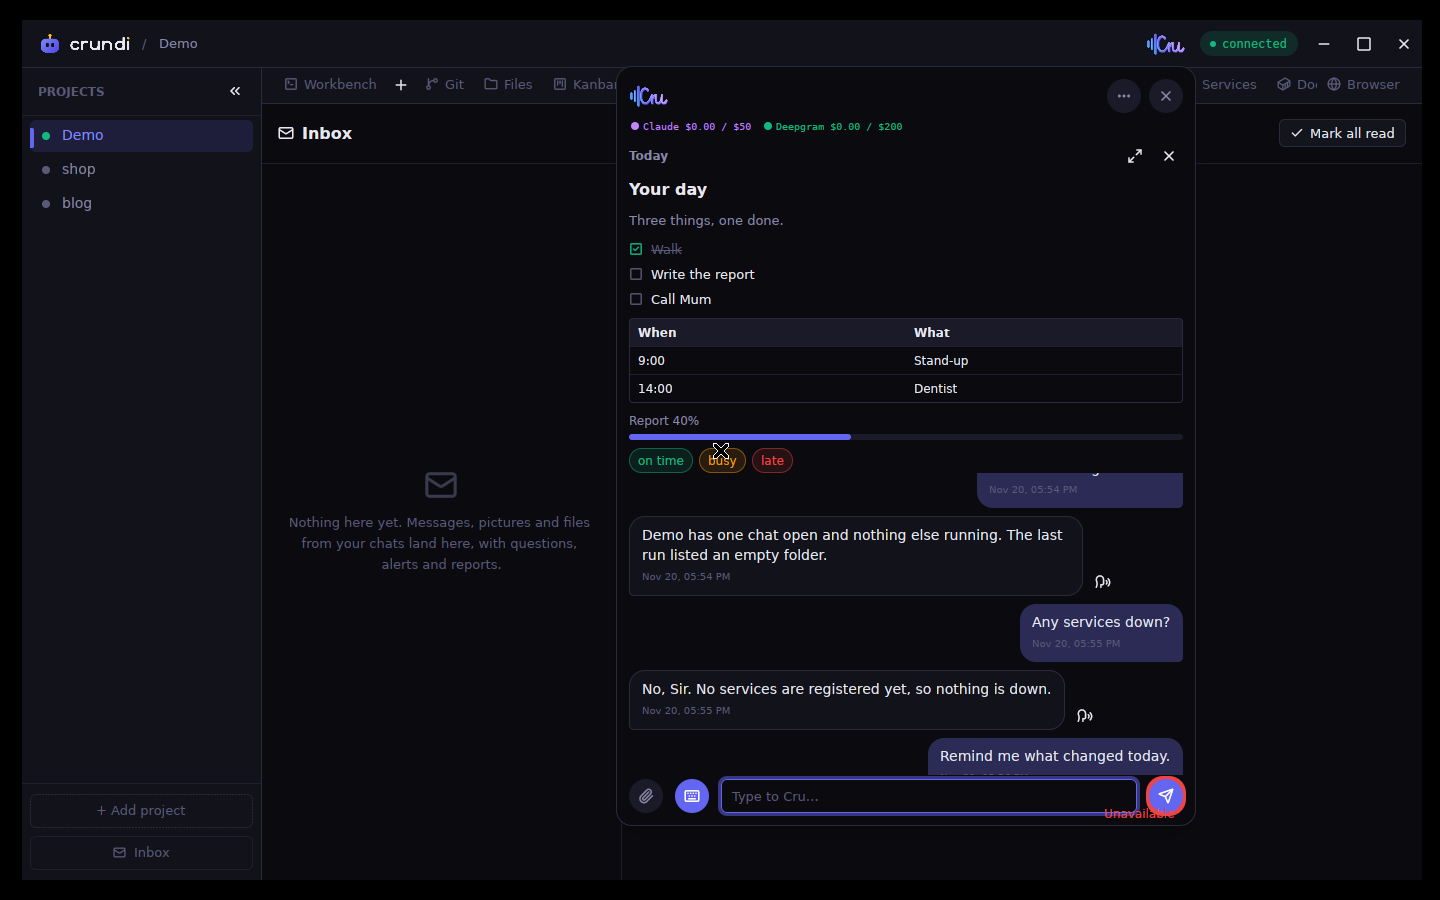 crundi / Demo
Cru
connected
PROJECTS
Demo
shop
blog
+ Add project
Inbox
Workbench
Git
Files
Kanban
Services
Do
Browser
Inbox
Mark all read
Nothing here yet. Messages, pictures and files
from your chats land here, with questions,
alerts and reports.
Cru
Claude $0.00 / $50
Deepgram $0.00 / $200
Today
Your day
Three things, one done.
Walk
Write the report
Call Mum
When What
9:00 Stand-up
14:00 Dentist
Report 40%
on time busy late
Nov 20, 05:54 PM
Demo has one chat open and nothing else running. The last
run listed an empty folder.
Nov 20, 05:54 PM
Any services down?
Nov 20, 05:55 PM
No, Sir. No services are registered yet, so nothing is down.
Nov 20, 05:55 PM
Remind me what changed today.
Type to Cru...
Unavailable